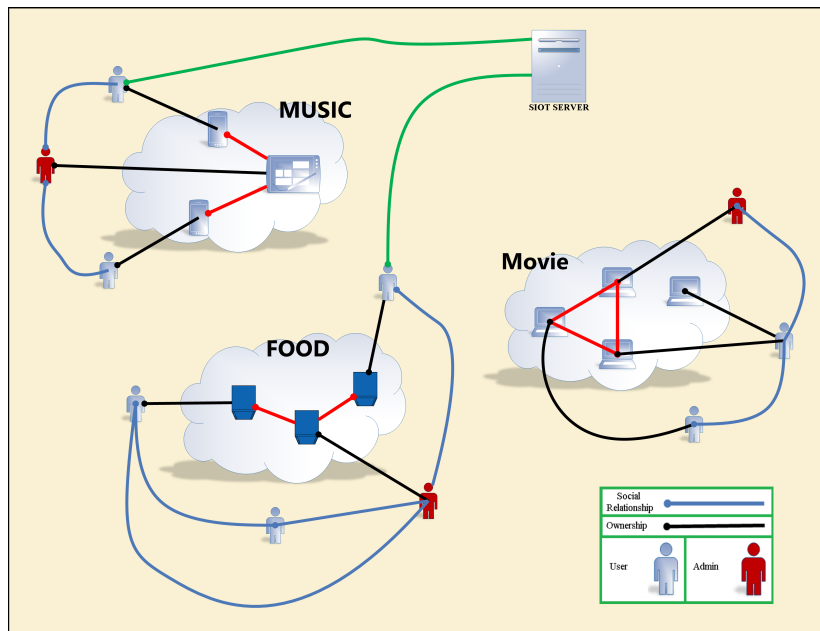 SIOT SERVER
MUSIC
Movie
FOOD
Social
Relationship
Ownership
User
Admin